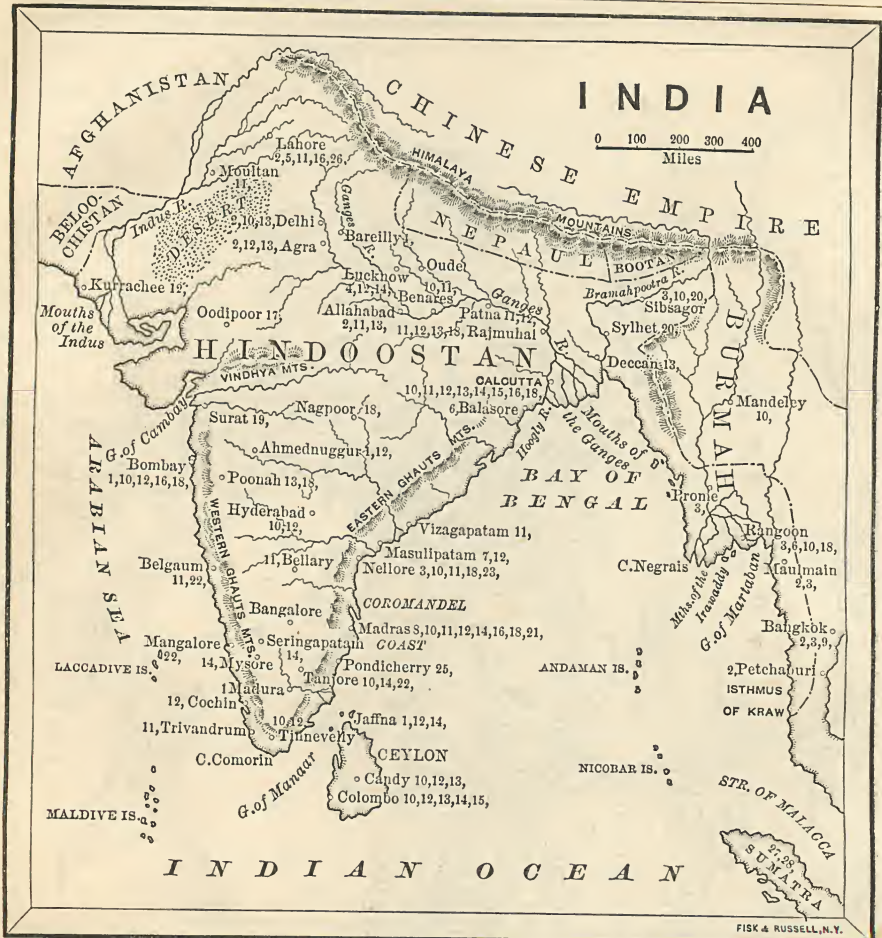 INDIA
0 100 200 300 400
Miles
AFGHANISTAN
CHINESE EMPIRE
HIMALAYA
MOUNTAINS
Lahore
2,5,11,16,26,
Moultan
11,
BELOO-
CHISTAN
Indus R.
DESERT
2,10,13, Delhi
2,12,13, Agra
Ganges R.
Bareilly 1,
NEPAUL
BOOTAN
Bramahpootra R.
3,10,20,
Sibsagor
Kurrachee 12,
Lucknow
4,12,14,
Oude
10,11,
Benares
Ganges
R.
Mouths
of the
Indus
Oodipoor 17,
Allahabad
2,11,13,
Patna 11,12,
11,12,13,18, Rajmuhal
Sylhet 20,
BURMAH
HINDOOSTAN
Deccan 13,
VINDHYA MTS.
CALCUTTA
10,11,12,13,14,15,16,18,
Mandeley
10,
G. of Cambay
Surat 19,
Nagpoor 18,
6, Balasore
Hoogly R.
Mouths of
the Ganges
ARABIAN SEA
Ahmednuggur 1,12,
Bombay
1,10,12,16,18,
Poonah 13,18,
EASTERN GHAUTS MTS.
BAY OF
BENGAL
Prome
3,
Hyderabad
10,12,
WESTERN GHAUTS MTS.
Vizagapatam 11,
Rangoon
3,6,10,18,
Masulipatam 7,12,
Belgaum
11,22,
11, Bellary
Nellore 3,10,11,18,23,
C. Negrais
Mths. of the
Irawaddy
G. of Martaban
Maulmain
2,3,
Bangalore
COROMANDEL
COAST
Madras 8,10,11,12,14,16,18,21,
Bangkok
2,3,9,
Mangalore
22,
Seringapatam
14,
LACCADIVE IS.
14, Mysore
Pondicherry 25,
Tanjore 10,14,22,
ANDAMAN IS.
2, Petchaburi
ISTHMUS
OF KRAW
1 Madura
12, Cochin
11, Trivandrum
10,12,
Tinnevelly
Jaffna 1,12,14,
C. Comorin
G. of Manaar
CEYLON
Candy 10,12,13,
Colombo 10,12,13,14,15,
NICOBAR IS.
MALDIVE IS.
STR. OF MALACCA
27,28,
SUMATRA
INDIAN OCEAN
FISK & RUSSELL, N.Y.